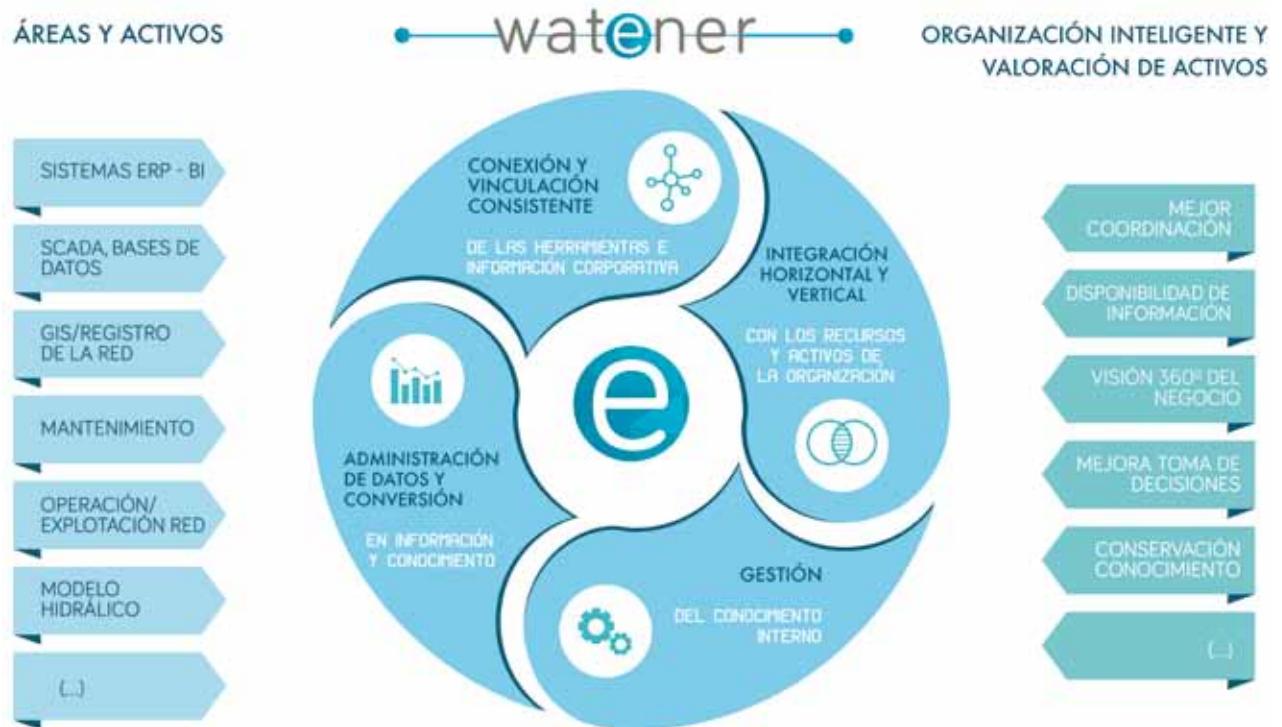 ÁREAS Y ACTIVOS
watener
ORGANIZACIÓN INTELIGENTE Y
VALORACIÓN DE ACTIVOS
SISTEMAS ERP - BI
SCADA, BASES DE
DATOS
GIS/REGISTRO
DE LA RED
MANTENIMIENTO
OPERACIÓN/
EXPLOTACIÓN RED
MODELO
HIDRÁLICO
(...)
CONEXIÓN Y
VINCULACIÓN
CONSISTENTE
DE LAS HERRAMIENTAS E
INFORMACIÓN CORPORATIVA
INTEGRACIÓN
HORIZONTAL Y
VERTICAL
CON LOS RECURSOS
Y ACTIVOS DE
LA ORGANIZACIÓN
e
ADMINISTRACIÓN
DE DATOS Y
CONVERSIÓN
EN INFORMACIÓN
Y CONOCIMIENTO
GESTIÓN
DEL CONOCIMIENTO
INTERNO
MEJOR
COORDINACIÓN
DISPONIBILIDAD DE
INFORMACIÓN
VISIÓN 360º DEL
NEGOCIO
MEJORA TOMA DE
DECISIONES
CONSERVACIÓN
CONOCIMIENTO
(...)